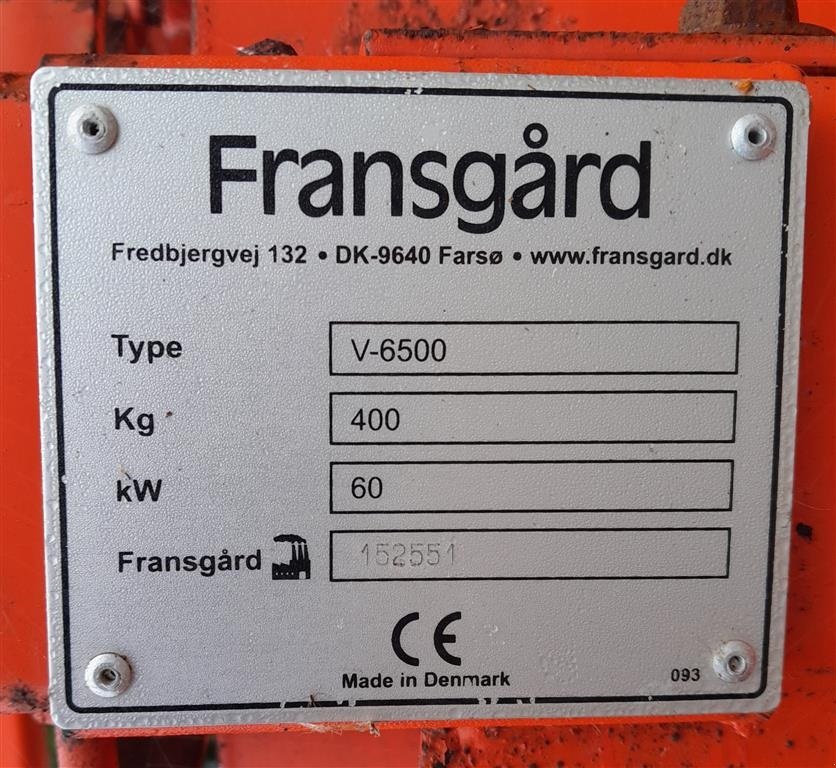 Fransgård
Fredbjergvej 132 • DK-9640 Farsø • www.fransgard.dk
Type V-6500
Kg 400
kW 60
Fransgård 152551
CE
Made in Denmark
093